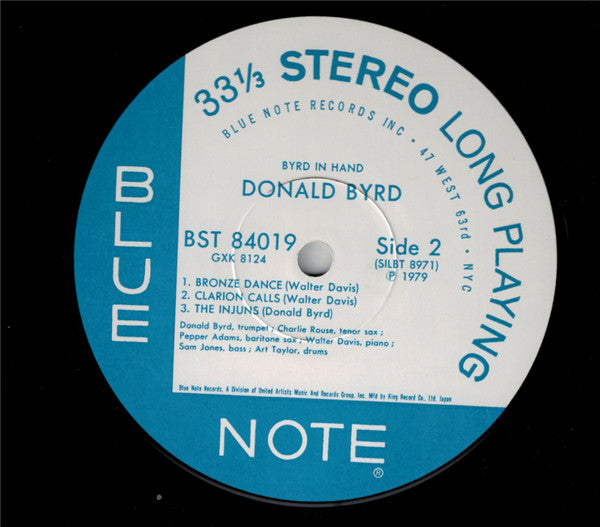 33⅓ STEREO LONG PLAYING
BLUE NOTE RECORDS INC • 47 WEST 63rd • NYC
BYRD IN HAND
DONALD BYRD
BST 84019
GXK 8124
Side 2
(SILBT 8971)
℗ 1979
1. BRONZE DANCE (Walter Davis)
2. CLARION CALLS (Walter Davis)
3. THE INJUNS (Donald Byrd)
Donald Byrd, trumpet ; Charlie Rouse, tenor sax ;
Pepper Adams, baritone sax ; Walter Davis, piano ;
Sam Jones, bass ; Art Taylor, drums
Blue Note Records, A Division of United Artists Music And Records Group, Inc. Mfd by King Record Co., Ltd, Japan
BLUE
NOTE®